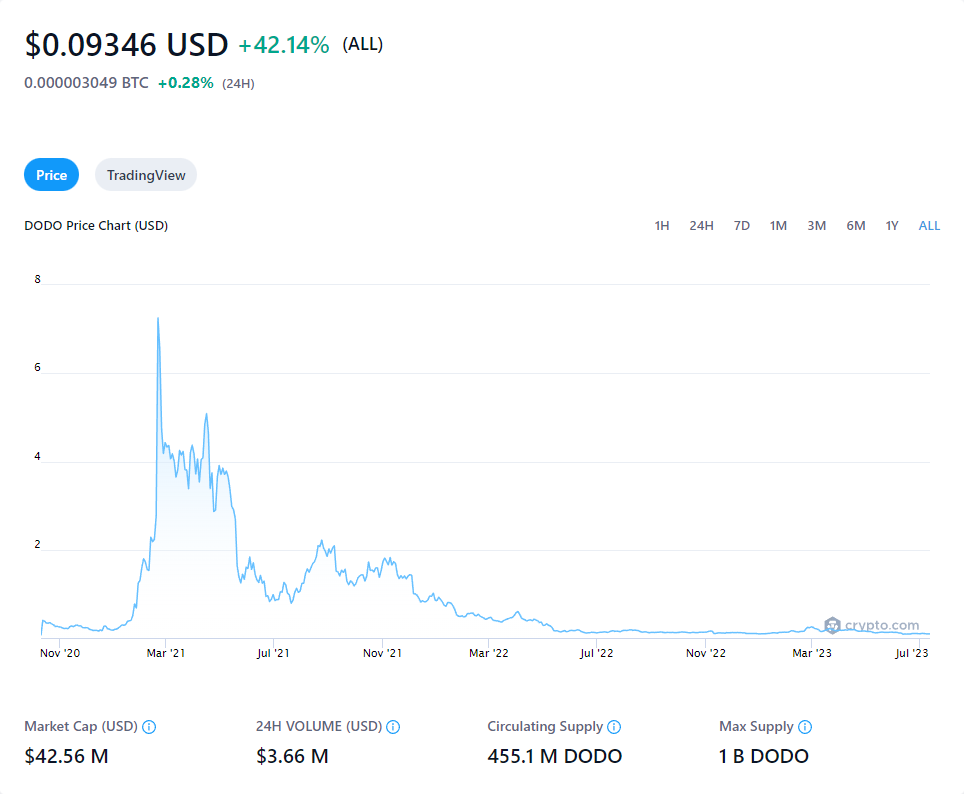 $0.09346 USD +42.14% (ALL)
0.000003049 BTC +0.28% (24H)
Price TradingView
DODO Price Chart (USD) 1H 24H 7D 1M 3M 6M 1Y ALL
8
6
4
2
crypto.com
Nov '20 Mar '21 Jul '21 Nov '21 Mar '22 Jul '22 Nov '22 Mar '23 Jul '23
Market Cap (USD) 24H VOLUME (USD) Circulating Supply Max Supply
$42.56 M $3.66 M 455.1 M DODO 1 B DODO